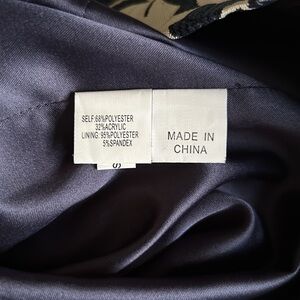 SELF:68%POLYESTER
32%ACRYLIC
LINING: 95%POLYESTER
5%SPANDEX
MADE IN
CHINA
S